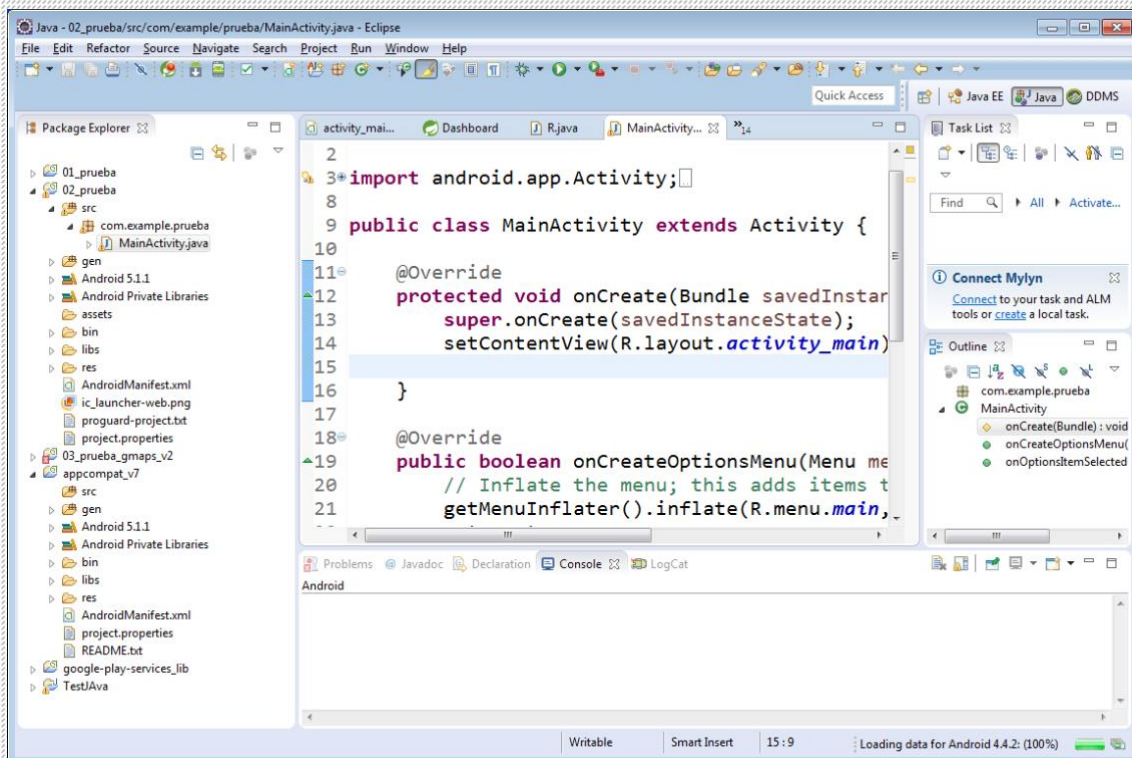 Java - 02_prueba/src/com/example/prueba/MainActivity.java - Eclipse
File Edit Refactor Source Navigate Search Project Run Window Help
Quick Access
Java EE Java DDMS
Package Explorer
01_prueba
02_prueba
src
com.example.prueba
MainActivity.java
gen
Android 5.1.1
Android Private Libraries
assets
bin
libs
res
AndroidManifest.xml
ic_launcher-web.png
proguard-project.txt
project.properties
03_prueba_gmaps_v2
appcompat_v7
src
gen
Android 5.1.1
Android Private Libraries
bin
libs
res
AndroidManifest.xml
project.properties
README.txt
google-play-services_lib
TestJAva
activity_mai... Dashboard R.java MainActivity... »14
2
3 import android.app.Activity;
8
9 public class MainActivity extends Activity {
10
11 @Override
12 protected void onCreate(Bundle savedInstan
13 super.onCreate(savedInstanceState);
14 setContentView(R.layout.activity_main)
15
16 }
17
18 @Override
19 public boolean onCreateOptionsMenu(Menu me
20 // Inflate the menu; this adds items t
21 getMenuInflater().inflate(R.menu.main,
Task List
Find All Activate...
Connect Mylyn
Connect to your task and ALM
tools or create a local task.
Outline
com.example.prueba
MainActivity
onCreate(Bundle) : void
onCreateOptionsMenu(
onOptionsItemSelected
Problems @ Javadoc Declaration Console LogCat
Android
Writable Smart Insert 15 : 9 Loading data for Android 4.4.2: (100%)